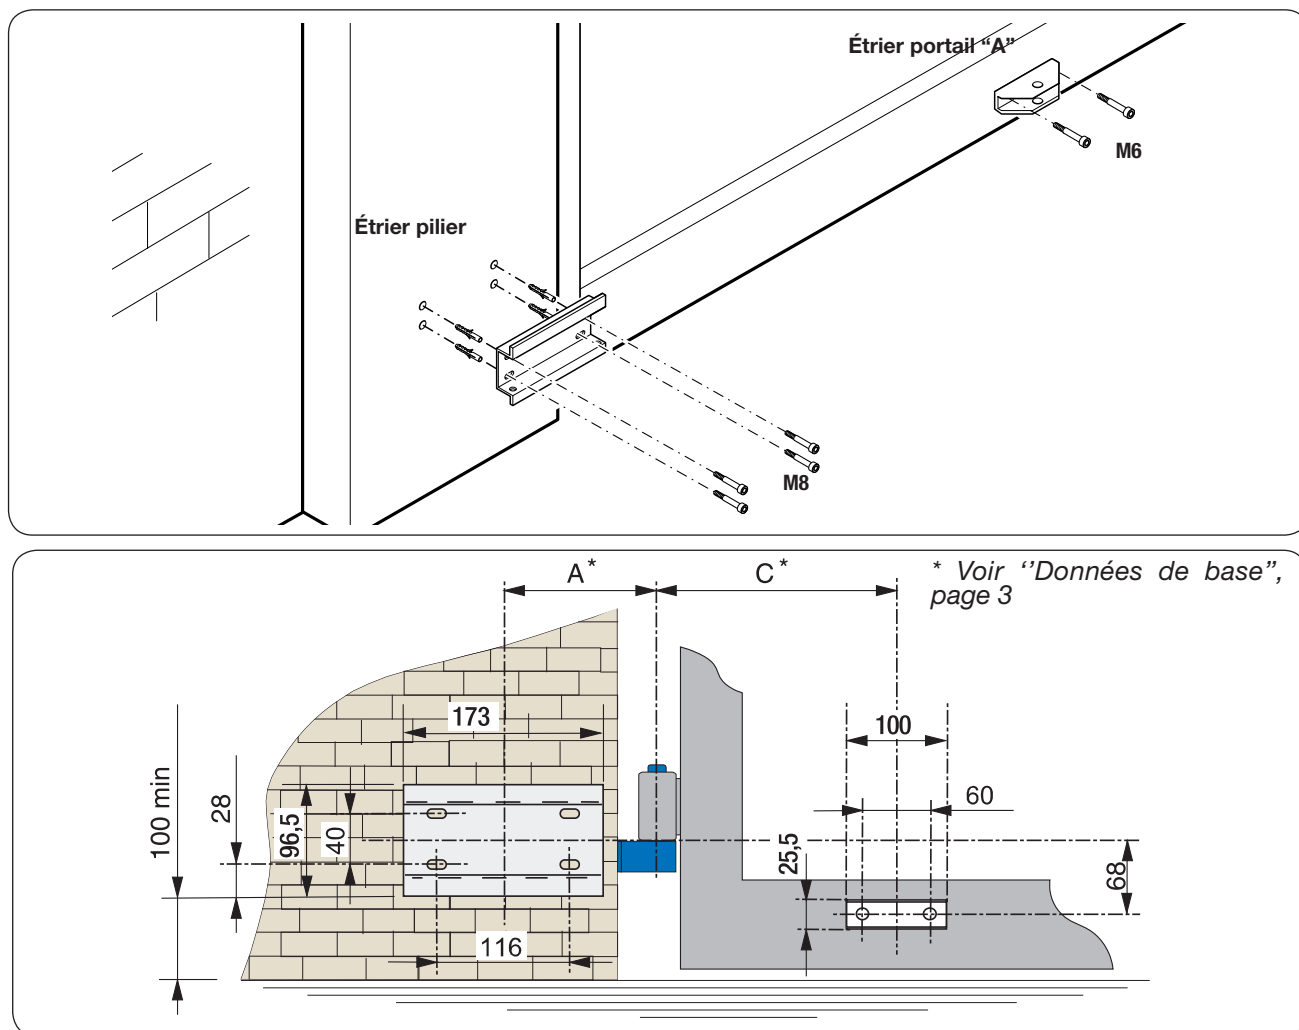 Étrier portail “A”
M6
Étrier pilier
M8
A*
C*
* Voir ‘‘Données de base’’,
page 3
173
100
100 min
28
96,5
40
60
25,5
68
116